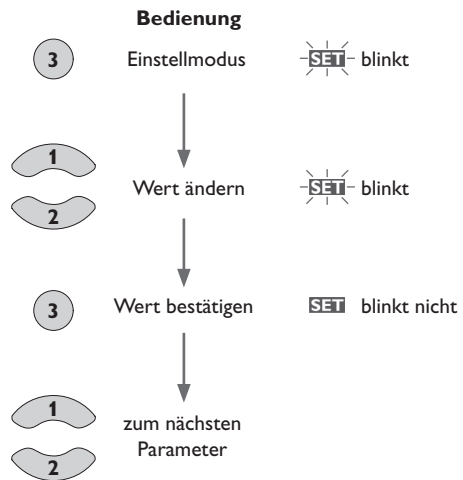 Bedienung
3 Einstellmodus SET blinkt
1
2
Wert ändern SET blinkt
3 Wert bestätigen SET blinkt nicht
1
2
zum nächsten
Parameter